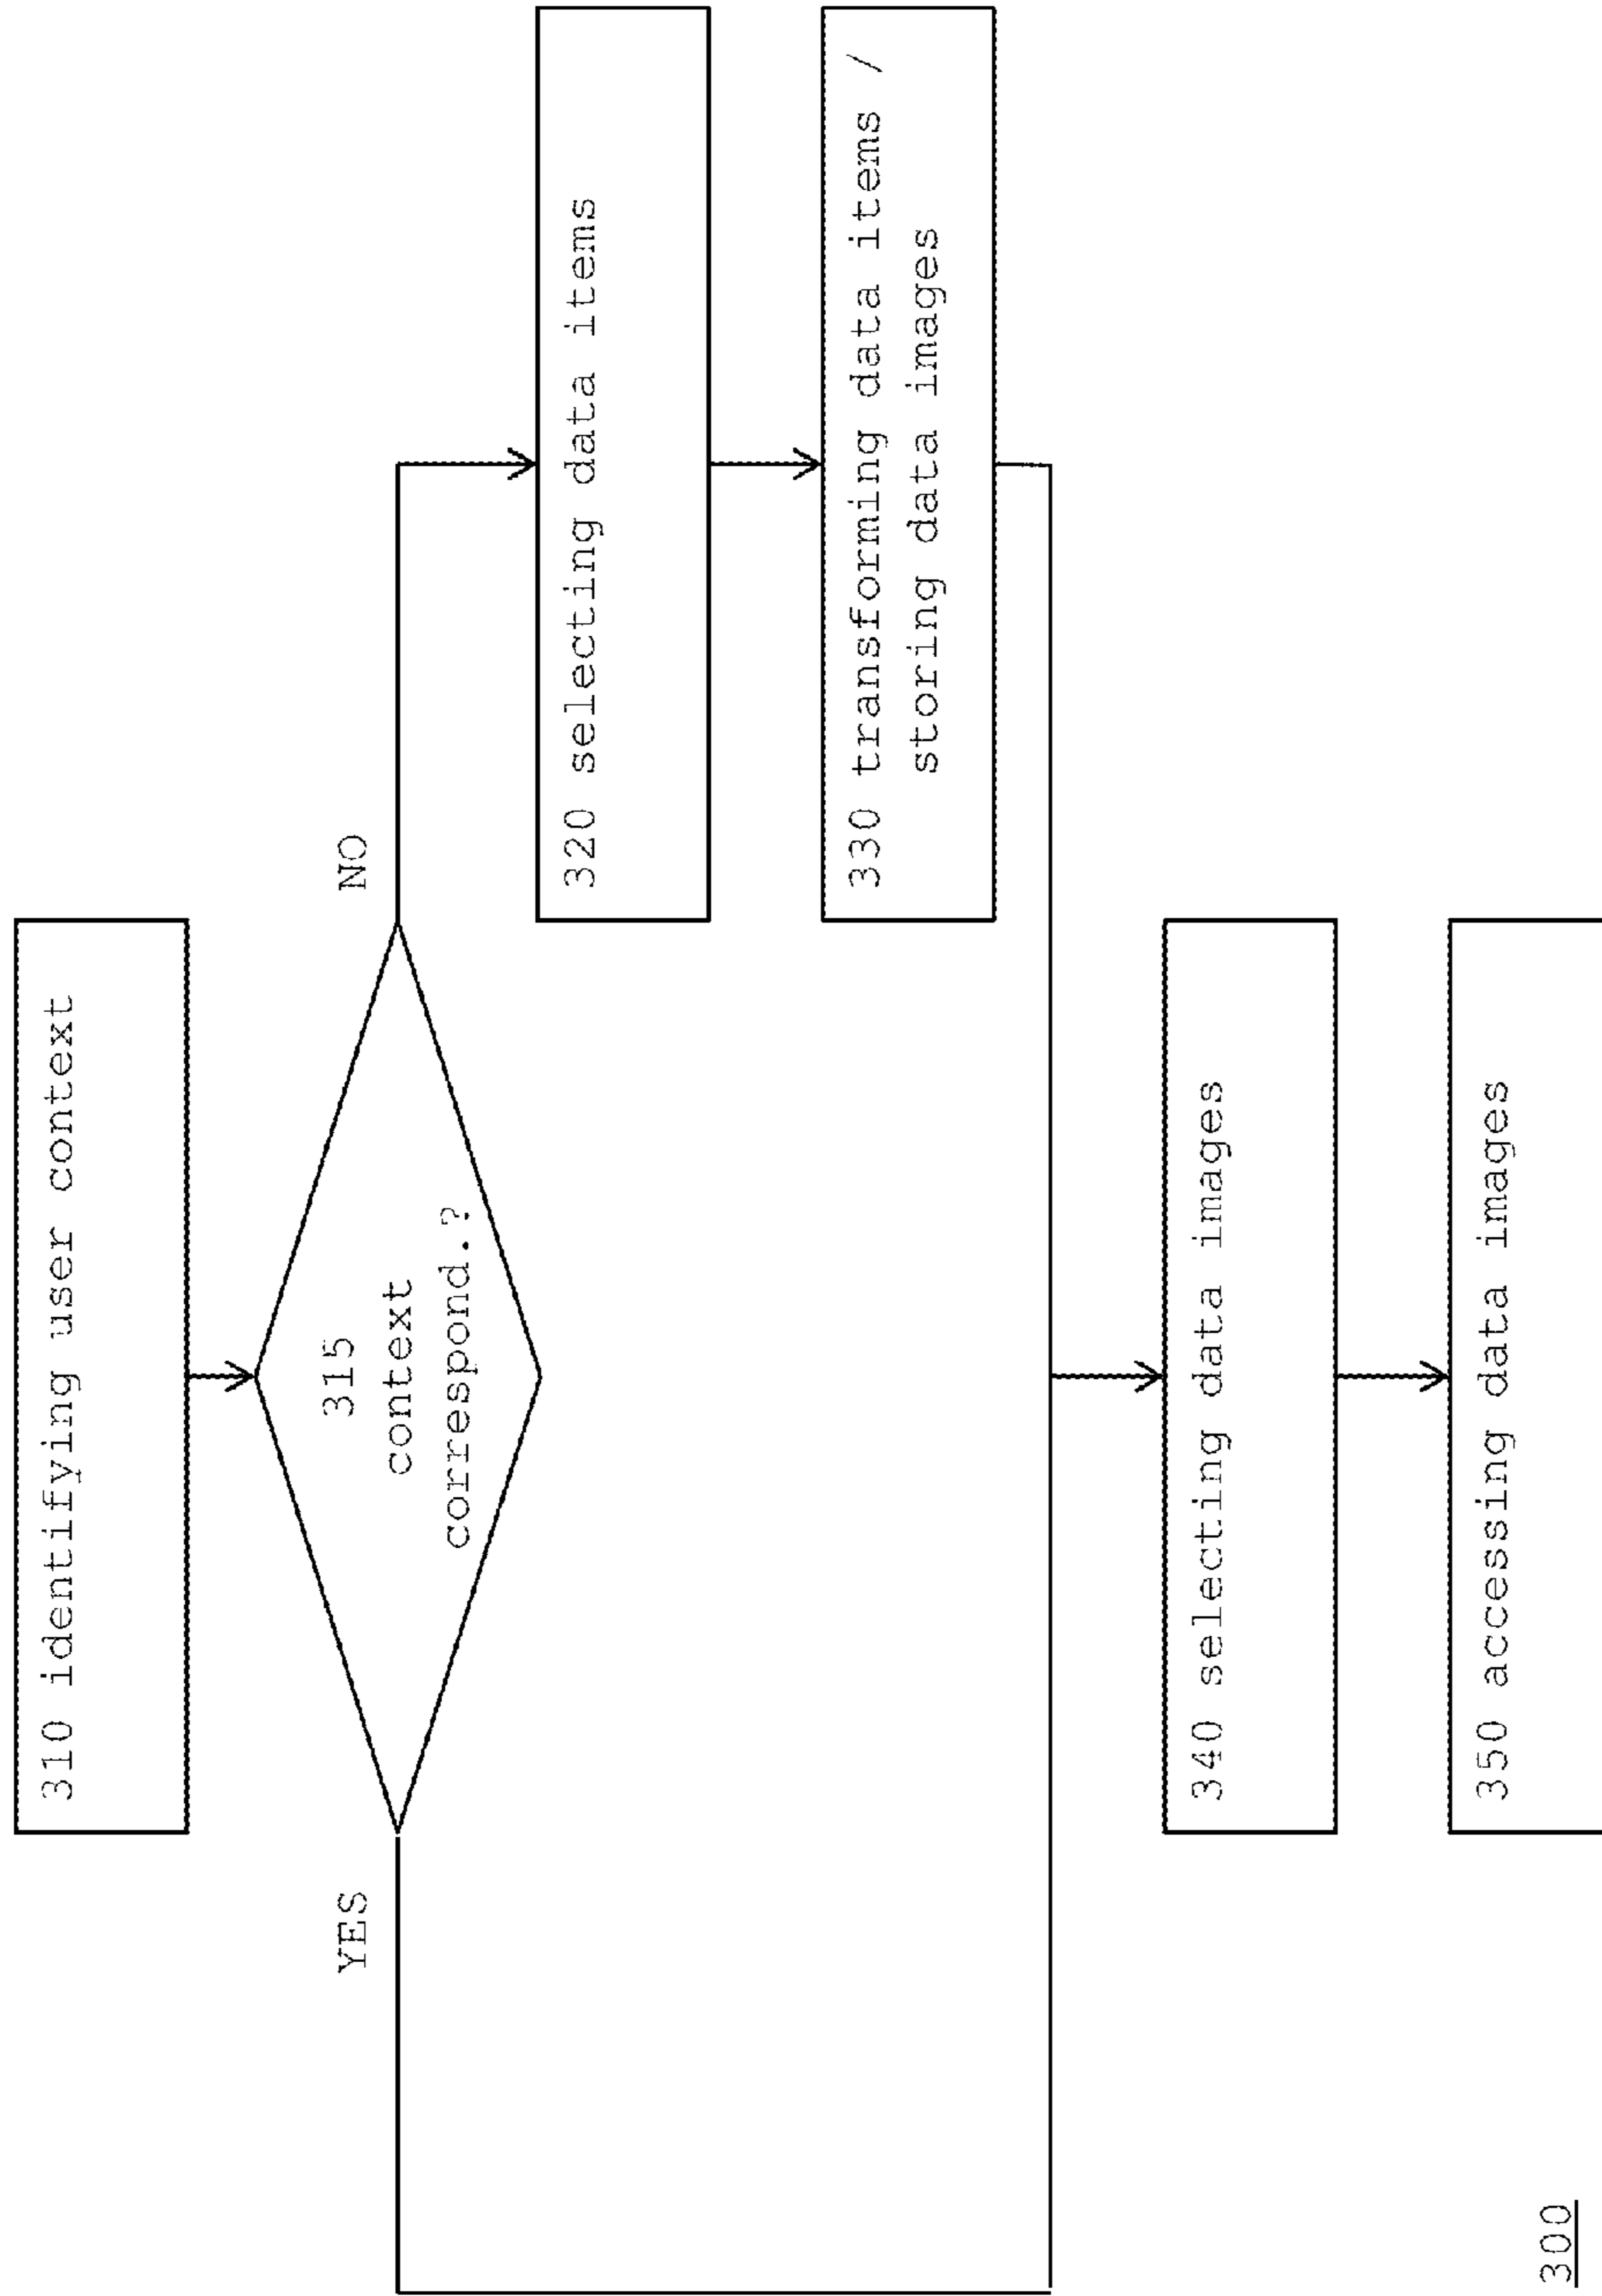 310 identifying user context
315
context
correspond.?
YES
NO
320 selecting data items
330 transforming data items /
storing data images
340 selecting data images
350 accessing data images
300